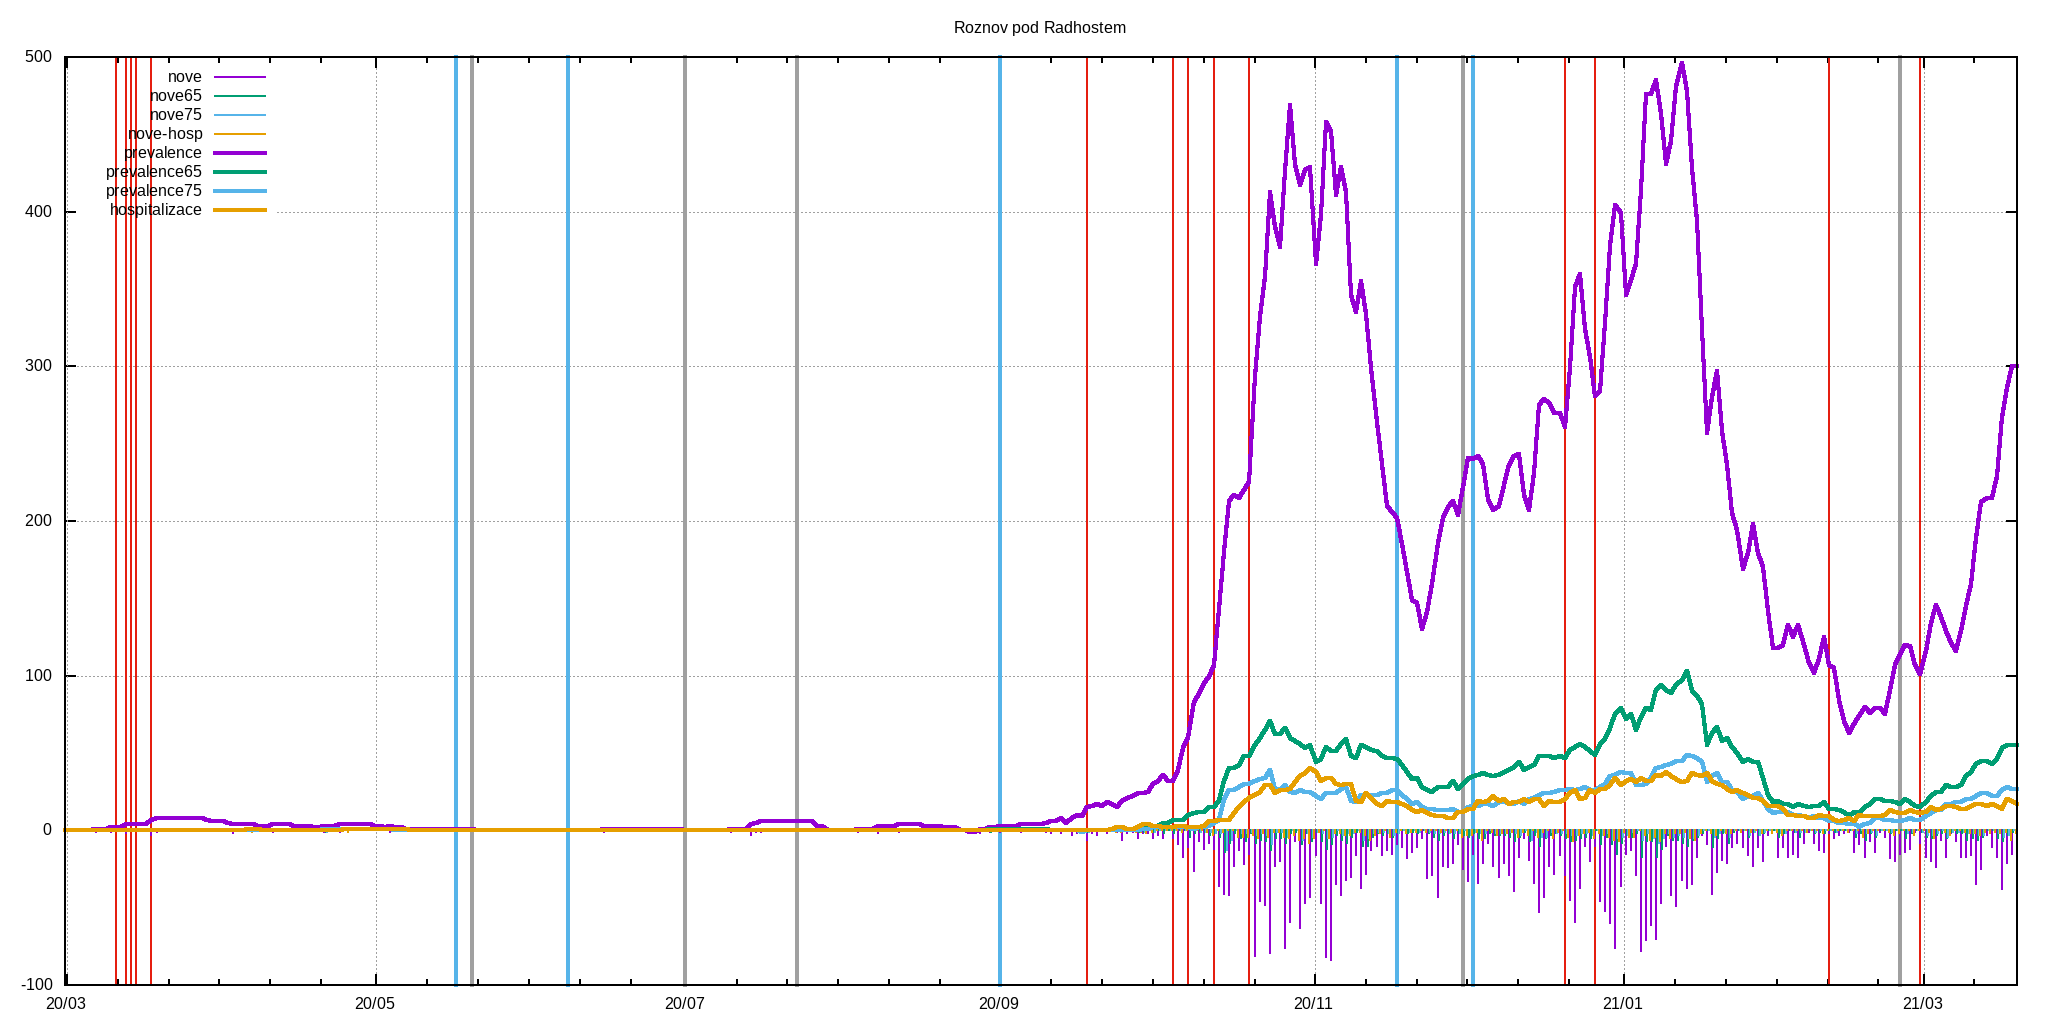 Roznov pod Radhostem
500
400
300
200
100
0
-100
nove
nove65
nove75
nove-hosp
prevalence
prevalence65
prevalence75
hospitalizace
20/03 20/05 20/07 20/09 20/11 21/01 21/03